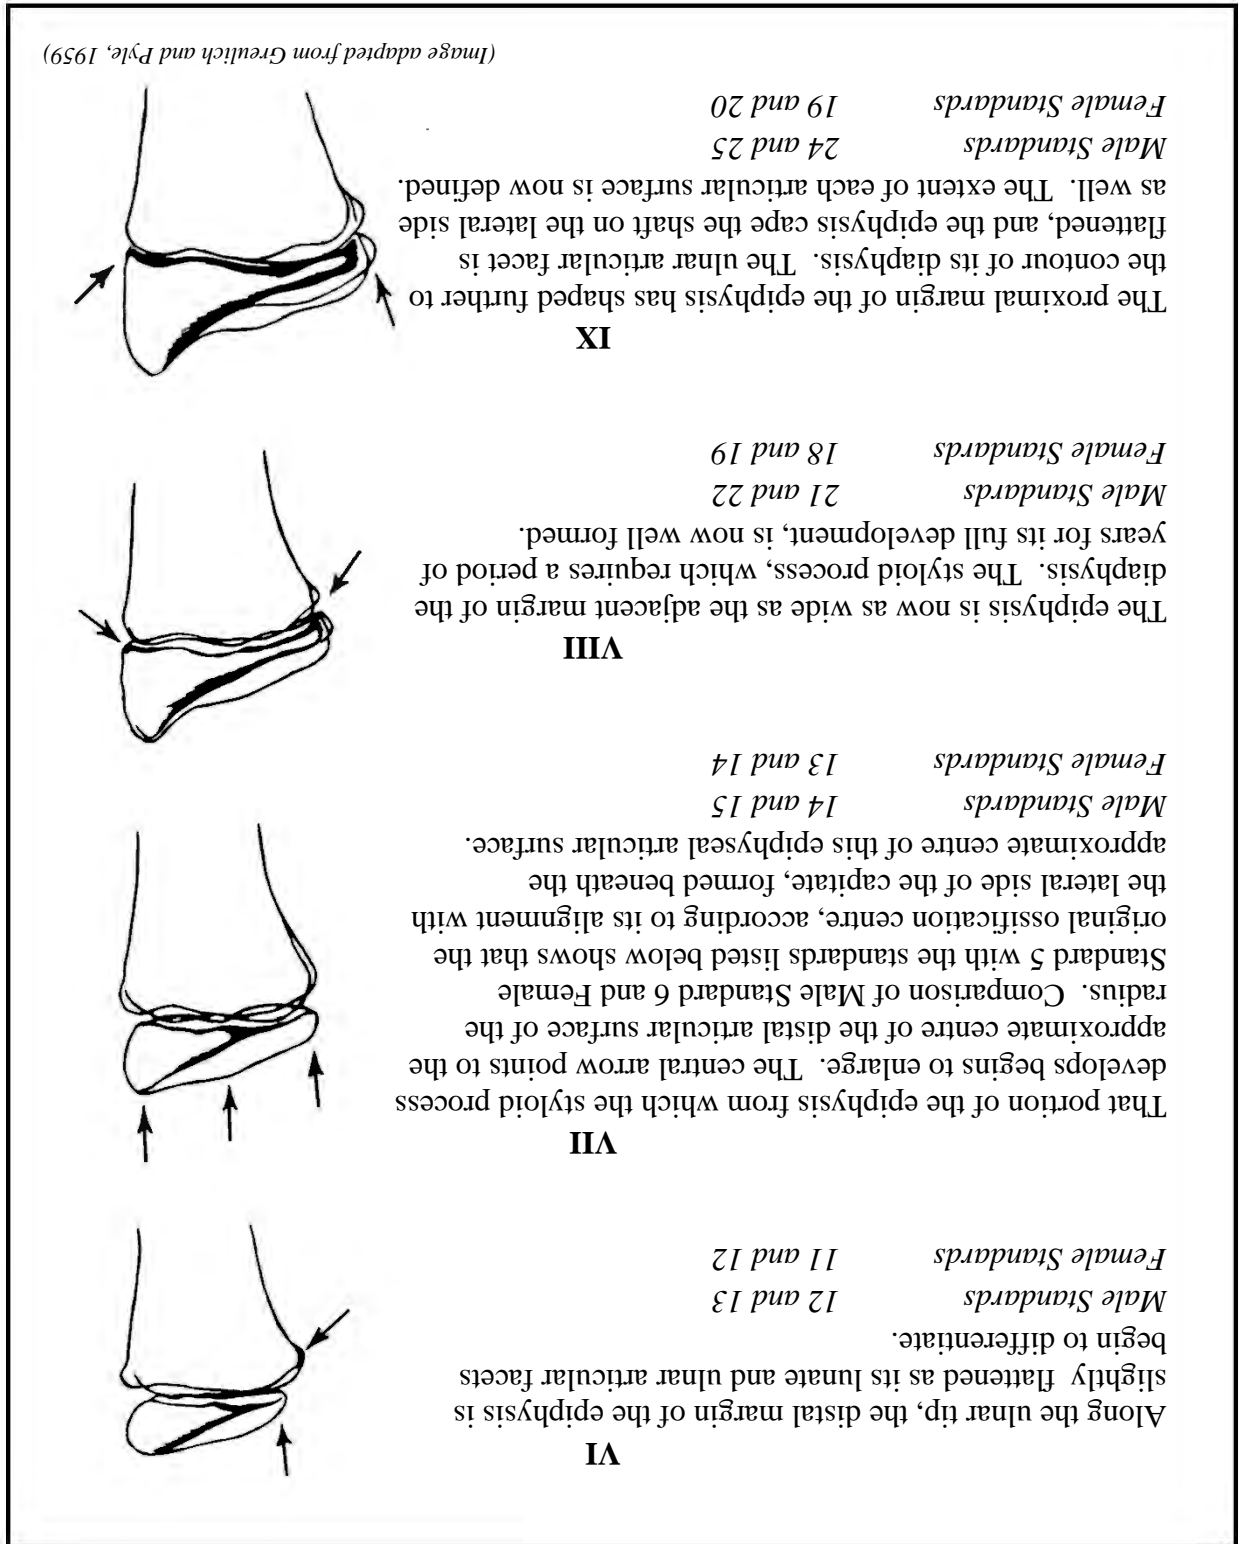 VI
Along the ulnar tip, the distal margin of the epiphysis is
slightly flattened as its lunate and ulnar articular facets
begin to differentiate.
Male Standards 12 and 13
Female Standards 11 and 12
VII
That portion of the epiphysis from which the styloid process
develops begins to enlarge. The central arrow points to the
approximate centre of the distal articular surface of the
radius. Comparison of Male Standard 6 and Female
Standard 5 with the standards listed below shows that the
original ossification centre, according to its alignment with
the lateral side of the capitate, formed beneath the
approximate centre of this epiphyseal articular surface.
Male Standards 14 and 15
Female Standards 13 and 14
VIII
The epiphysis is now as wide as the adjacent margin of the
diaphysis. The styloid process, which requires a period of
years for its full development, is now well formed.
Male Standards 21 and 22
Female Standards 18 and 19
IX
The proximal margin of the epiphysis has shaped further to
the contour of its diaphysis. The ulnar articular facet is
flattened, and the epiphysis cape the shaft on the lateral side
as well. The extent of each articular surface is now defined.
Male Standards 24 and 25
Female Standards 19 and 20
(Image adapted from Greulich and Pyle, 1959)